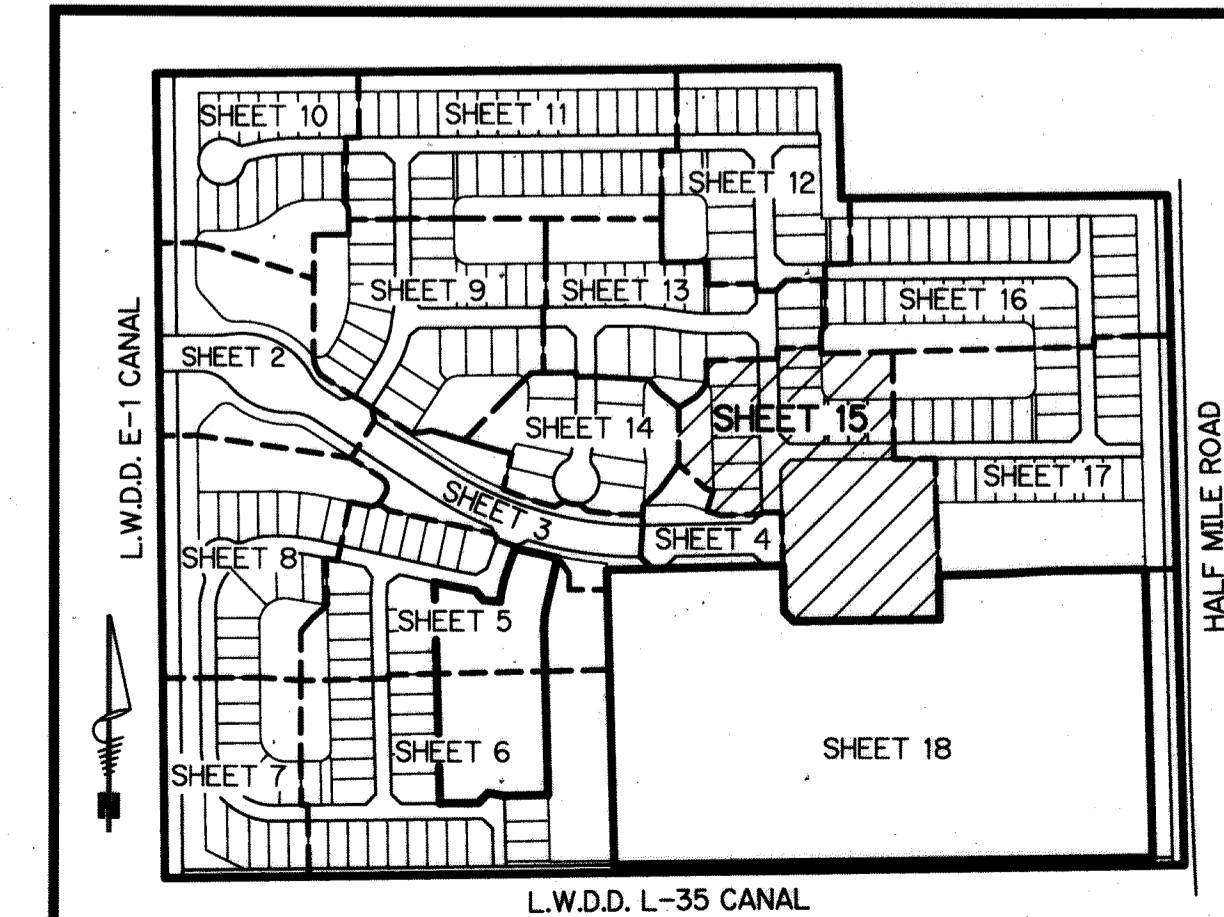 SHEET 10
SHEET 11
SHEET 12
SHEET 9
SHEET 13
SHEET 16
SHEET 2
SHEET 14
SHEET 15
SHEET 17
SHEET 3
SHEET 4
SHEET 8
SHEET 5
SHEET 6
SHEET 7
SHEET 18
L.W.D.D. E-1 CANAL
HALF MILE ROAD
L.W.D.D. L-35 CANAL